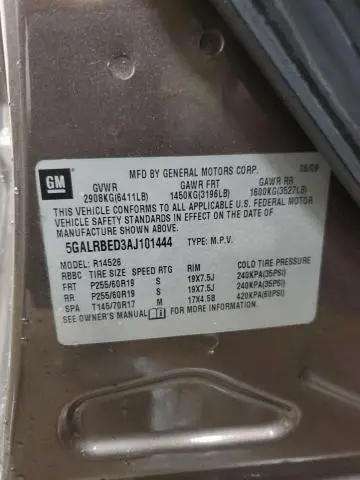 GM
MFD BY GENERAL MOTORS CORP. 06/09
GVWR GAWR FRT GAWR RR
2908KG(6411LB) 1450KG(3196LB) 1600KG(3527LB)
THIS VEHICLE CONFORMS TO ALL APPLICABLE U.S. FEDERAL MOTOR
VEHICLE SAFETY STANDARDS IN EFFECT ON THE DATE OF
MANUFACTURE SHOWN ABOVE.
5GALRBED3AJ101444 TYPE: M.P.V.
MODEL: R14526
RBBC TIRE SIZE SPEED RTG RIM COLD TIRE PRESSURE
FRT P255/60R19 S 19X7.5J 240KPA(35PSI)
RR P255/60R19 S 19X7.5J 240KPA(35PSI)
SPA T145/70R17 M 17X4.5B 420KPA(60PSI)
SEE OWNER'S MANUAL FOR MORE INFORMATION